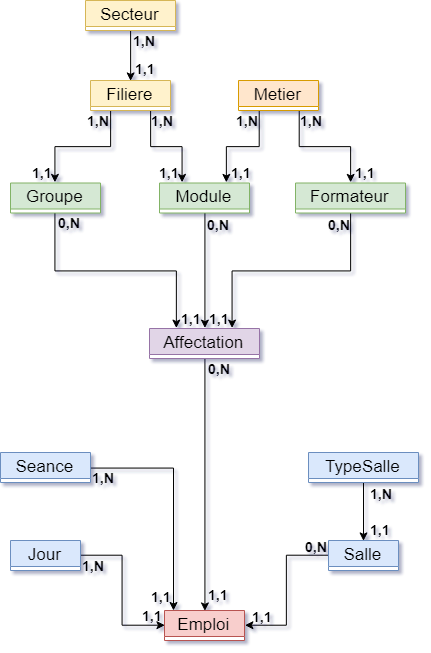 Secteur
1,N
1,1
Filiere
Metier
1,N
1,N
1,N
1,N
1,1
1,1
1,1
1,1
Groupe
Module
Formateur
0,N
0,N
0,N
1,1
1,1
Affectation
0,N
Seance
TypeSalle
1,N
1,N
1,1
Jour
0,N
Salle
1,N
1,1
1,1
1,1
1,1
Emploi